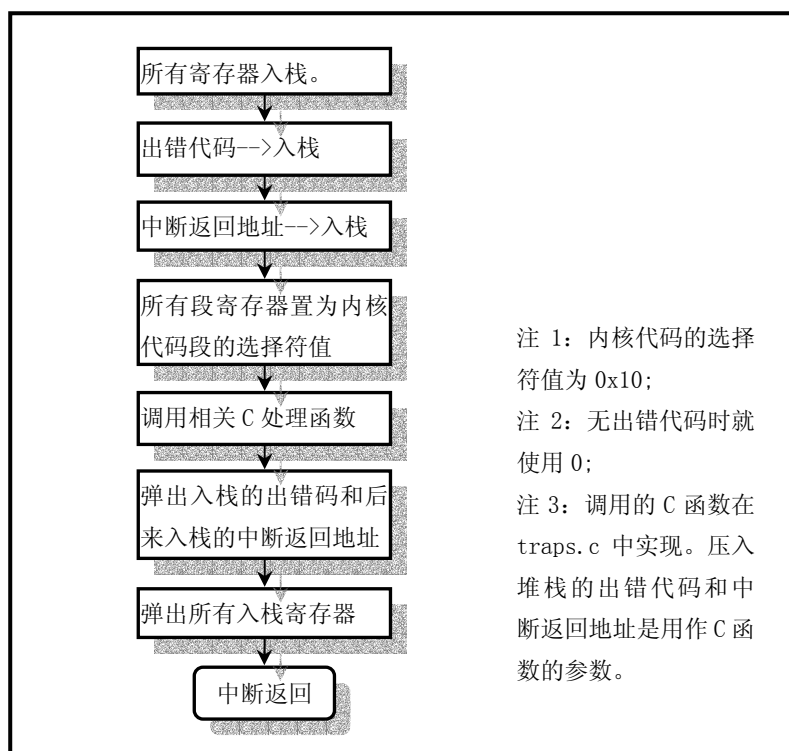 所有寄存器入栈。
出错代码-->入栈
中断返回地址-->入栈
所有段寄存器置为内核
代码段的选择符值
调用相关 C 处理函数
弹出入栈的出错码和后
来入栈的中断返回地址
弹出所有入栈寄存器
中断返回
注 1：内核代码的选择
符值为 0x10;
注 2：无出错代码时就
使用 0;
注 3：调用的 C 函数在
traps.c 中实现。压入
堆栈的出错代码和中
断返回地址是用作 C 函
数的参数。